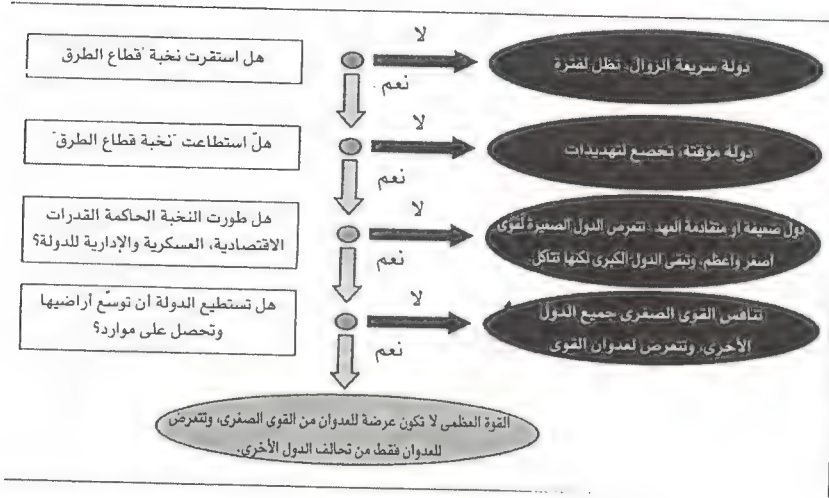 هل استقرت نخبة "قطاع الطرق
لا
دولة سريعة الزوال، تظل لفترة
نعم
هلّ استطاعت "نخبة قطاع الطرق"
لا
دولة مؤقتة، تخضع لتهديدات
نعم
هل طورت النخبة الحاكمة القدرات
الاقتصادية، العسكرية والإدارية للدولة؟
لا
دول ضعيفة أو متقادمة العهد. تتعرض الدول الصغيرة لقوى
أصغر وأعظم، وتبقى الدول الكبرى لكنها تتآكل.
نعم
هل تستطيع الدولة أن توسّع أراضيها
وتحصل على موارد؟
لا
تتنافس القوى الصغرى جميع الدول
الأخرى، وتتعرض لعدوان القوى
نعم
القوة العظمى لا تكون عرضة للعدوان من القوى الصغرى، وتتعرض
للعدوان فقط من تحالف الدول الأخرى.